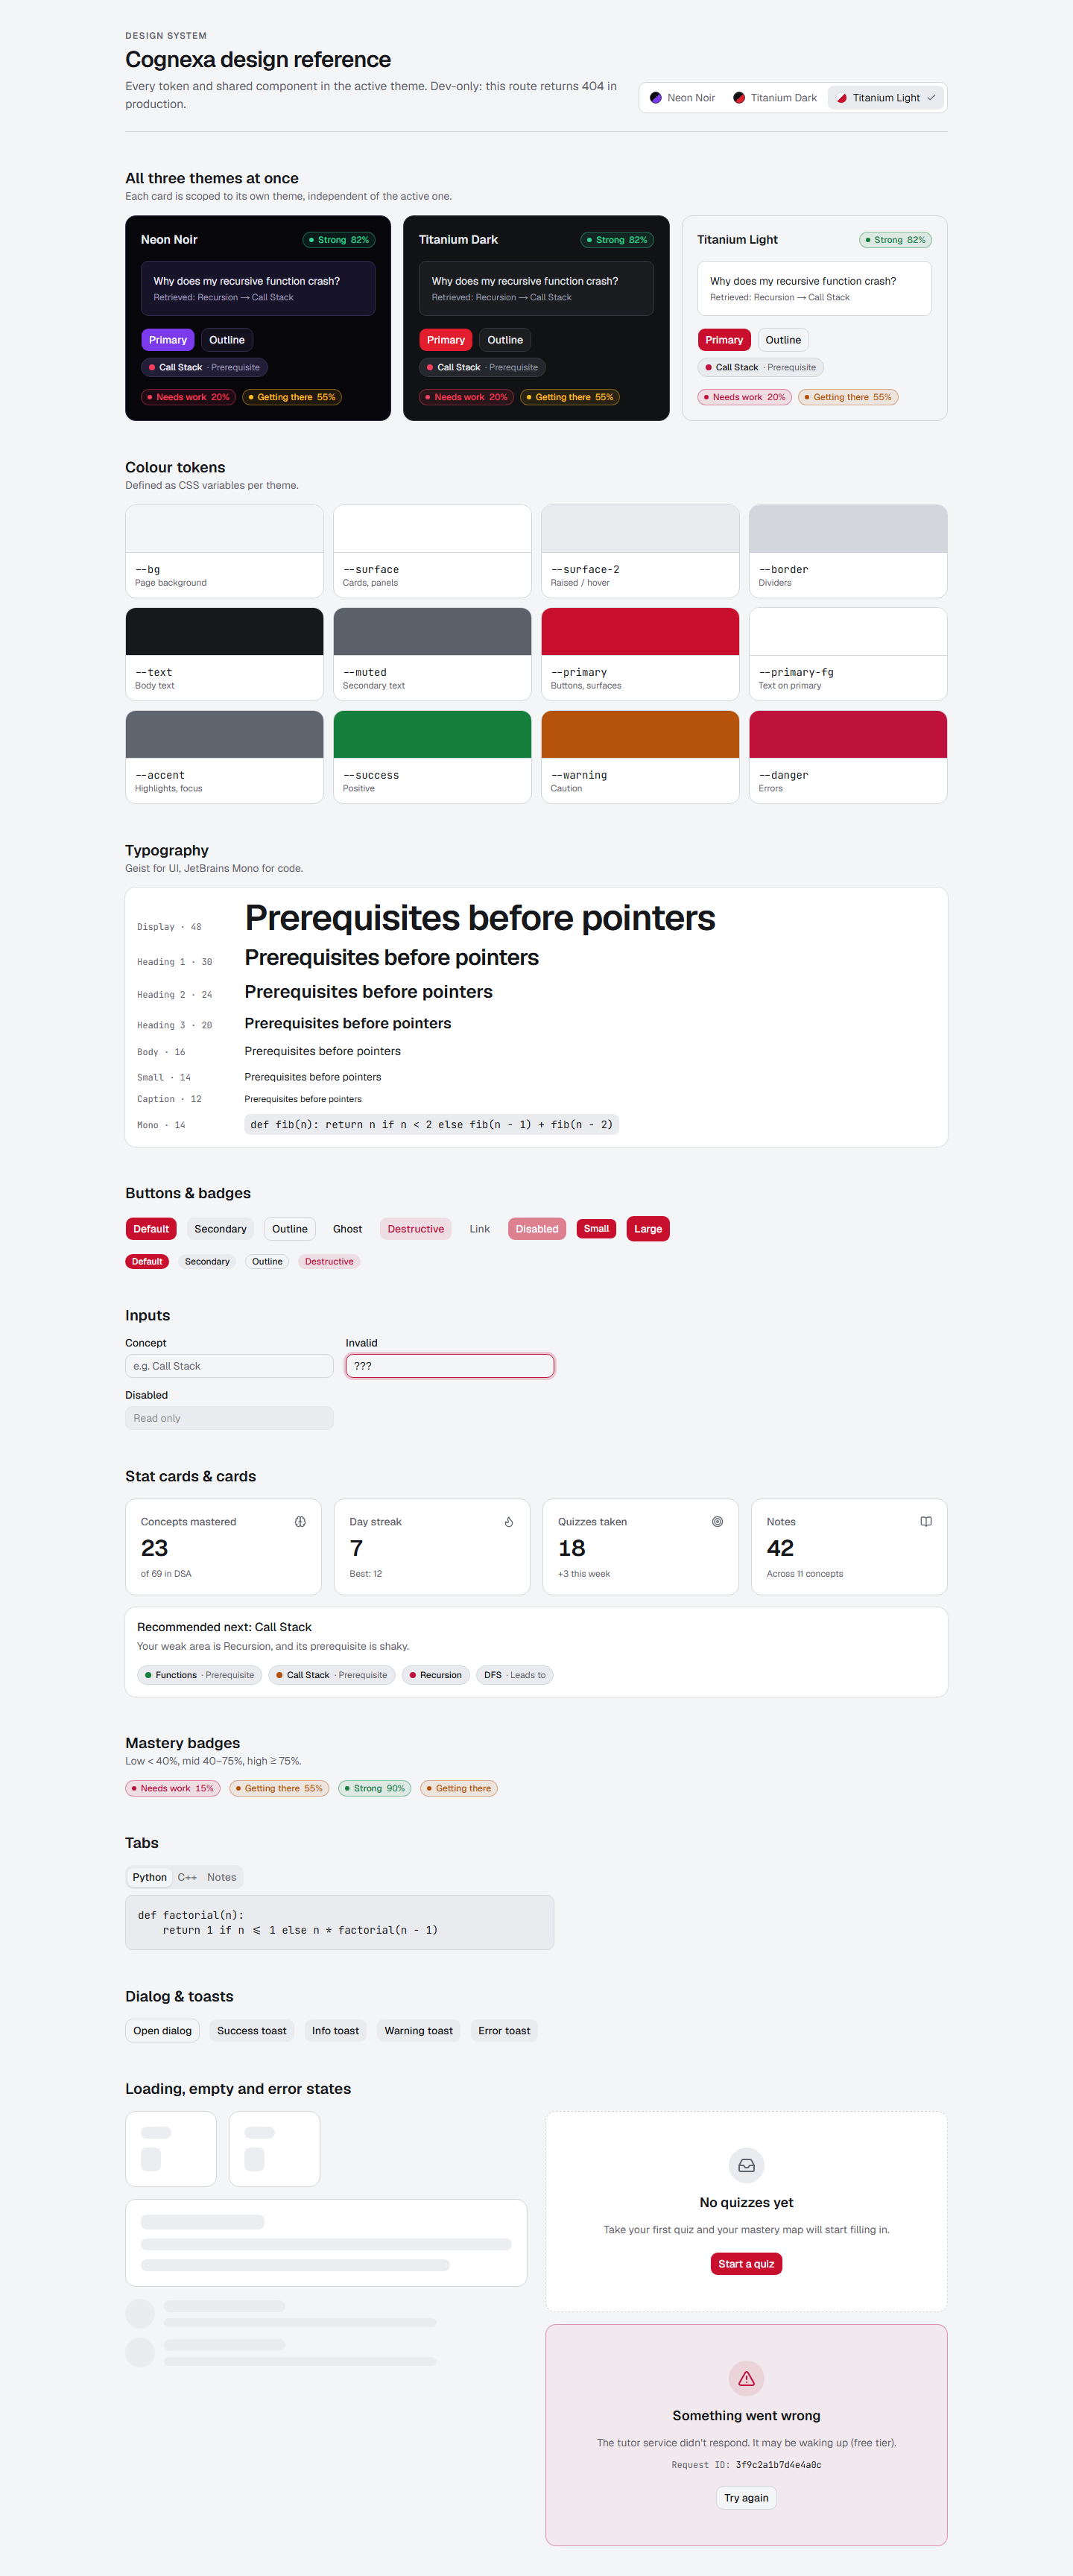 DESIGN SYSTEM
Cognexa design reference
Every token and shared component in the active theme. Dev-only: this route returns 404 in
production.
Neon Noir
Titanium Dark
Titanium Light
All three themes at once
Each card is scoped to its own theme, independent of the active one.
Neon Noir
Strong 82%
Why does my recursive function crash?
Retrieved: Recursion → Call Stack
Primary
Outline
Call Stack · Prerequisite
Needs work 20%
Getting there 55%
Titanium Dark
Strong 82%
Why does my recursive function crash?
Retrieved: Recursion → Call Stack
Primary
Outline
Call Stack · Prerequisite
Needs work 20%
Getting there 55%
Titanium Light
Strong 82%
Why does my recursive function crash?
Retrieved: Recursion → Call Stack
Primary
Outline
Call Stack · Prerequisite
Needs work 20%
Getting there 55%
Colour tokens
Defined as CSS variables per theme.
--bg
Page background
--surface
Cards, panels
--surface-2
Raised / hover
--border
Dividers
--text
Body text
--muted
Secondary text
--primary
Buttons, surfaces
--primary-fg
Text on primary
--accent
Highlights, focus
--success
Positive
--warning
Caution
--danger
Errors
Typography
Geist for UI, JetBrains Mono for code.
Display · 48 Prerequisites before pointers
Heading 1 · 30 Prerequisites before pointers
Heading 2 · 24 Prerequisites before pointers
Heading 3 · 20 Prerequisites before pointers
Body · 16 Prerequisites before pointers
Small · 14 Prerequisites before pointers
Caption · 12 Prerequisites before pointers
Mono · 14 def fib(n): return n if n < 2 else fib(n - 1) + fib(n - 2)
Buttons & badges
Default Secondary Outline Ghost Destructive Link Disabled Small Large
Default Secondary Outline Destructive
Inputs
Concept
e.g. Call Stack
Invalid
???
Disabled
Read only
Stat cards & cards
Concepts mastered
23
of 69 in DSA
Day streak
7
Best: 12
Quizzes taken
18
+3 this week
Notes
42
Across 11 concepts
Recommended next: Call Stack
Your weak area is Recursion, and its prerequisite is shaky.
Functions · Prerequisite
Call Stack · Prerequisite
Recursion
DFS · Leads to
Mastery badges
Low < 40%, mid 40–75%, high ≥ 75%.
Needs work 15%
Getting there 55%
Strong 90%
Getting there
Tabs
Python C++ Notes
def factorial(n):
    return 1 if n <= 1 else n * factorial(n - 1)
Dialog & toasts
Open dialog Success toast Info toast Warning toast Error toast
Loading, empty and error states
No quizzes yet
Take your first quiz and your mastery map will start filling in.
Start a quiz
Something went wrong
The tutor service didn't respond. It may be waking up (free tier).
Request ID: 3f9c2a1b7d4e4a0c
Try again